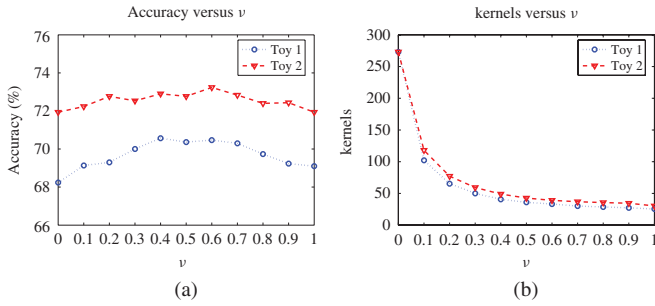 Accuracy versus ν
76
74
72
70
68
66
Accuracy (%)
Toy 1
Toy 2
0 0.1 0.2 0.3 0.4 0.5 0.6 0.7 0.8 0.9 1
ν
(a)
kernels versus ν
300
250
200
150
100
50
0
kernels
Toy 1
Toy 2
0 0.1 0.2 0.3 0.4 0.5 0.6 0.7 0.8 0.9 1
ν
(b)